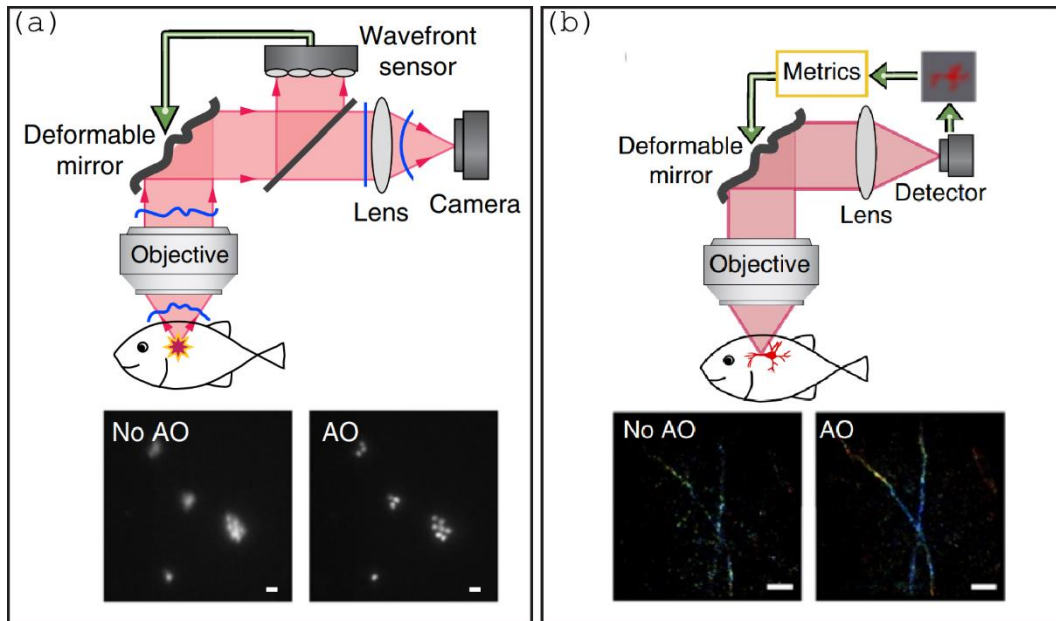 (a)
Wavefront
sensor
Deformable
mirror
Lens
Camera
Objective
No AO
AO
(b)
Metrics
Deformable
mirror
Lens
Detector
Objective
No AO
AO